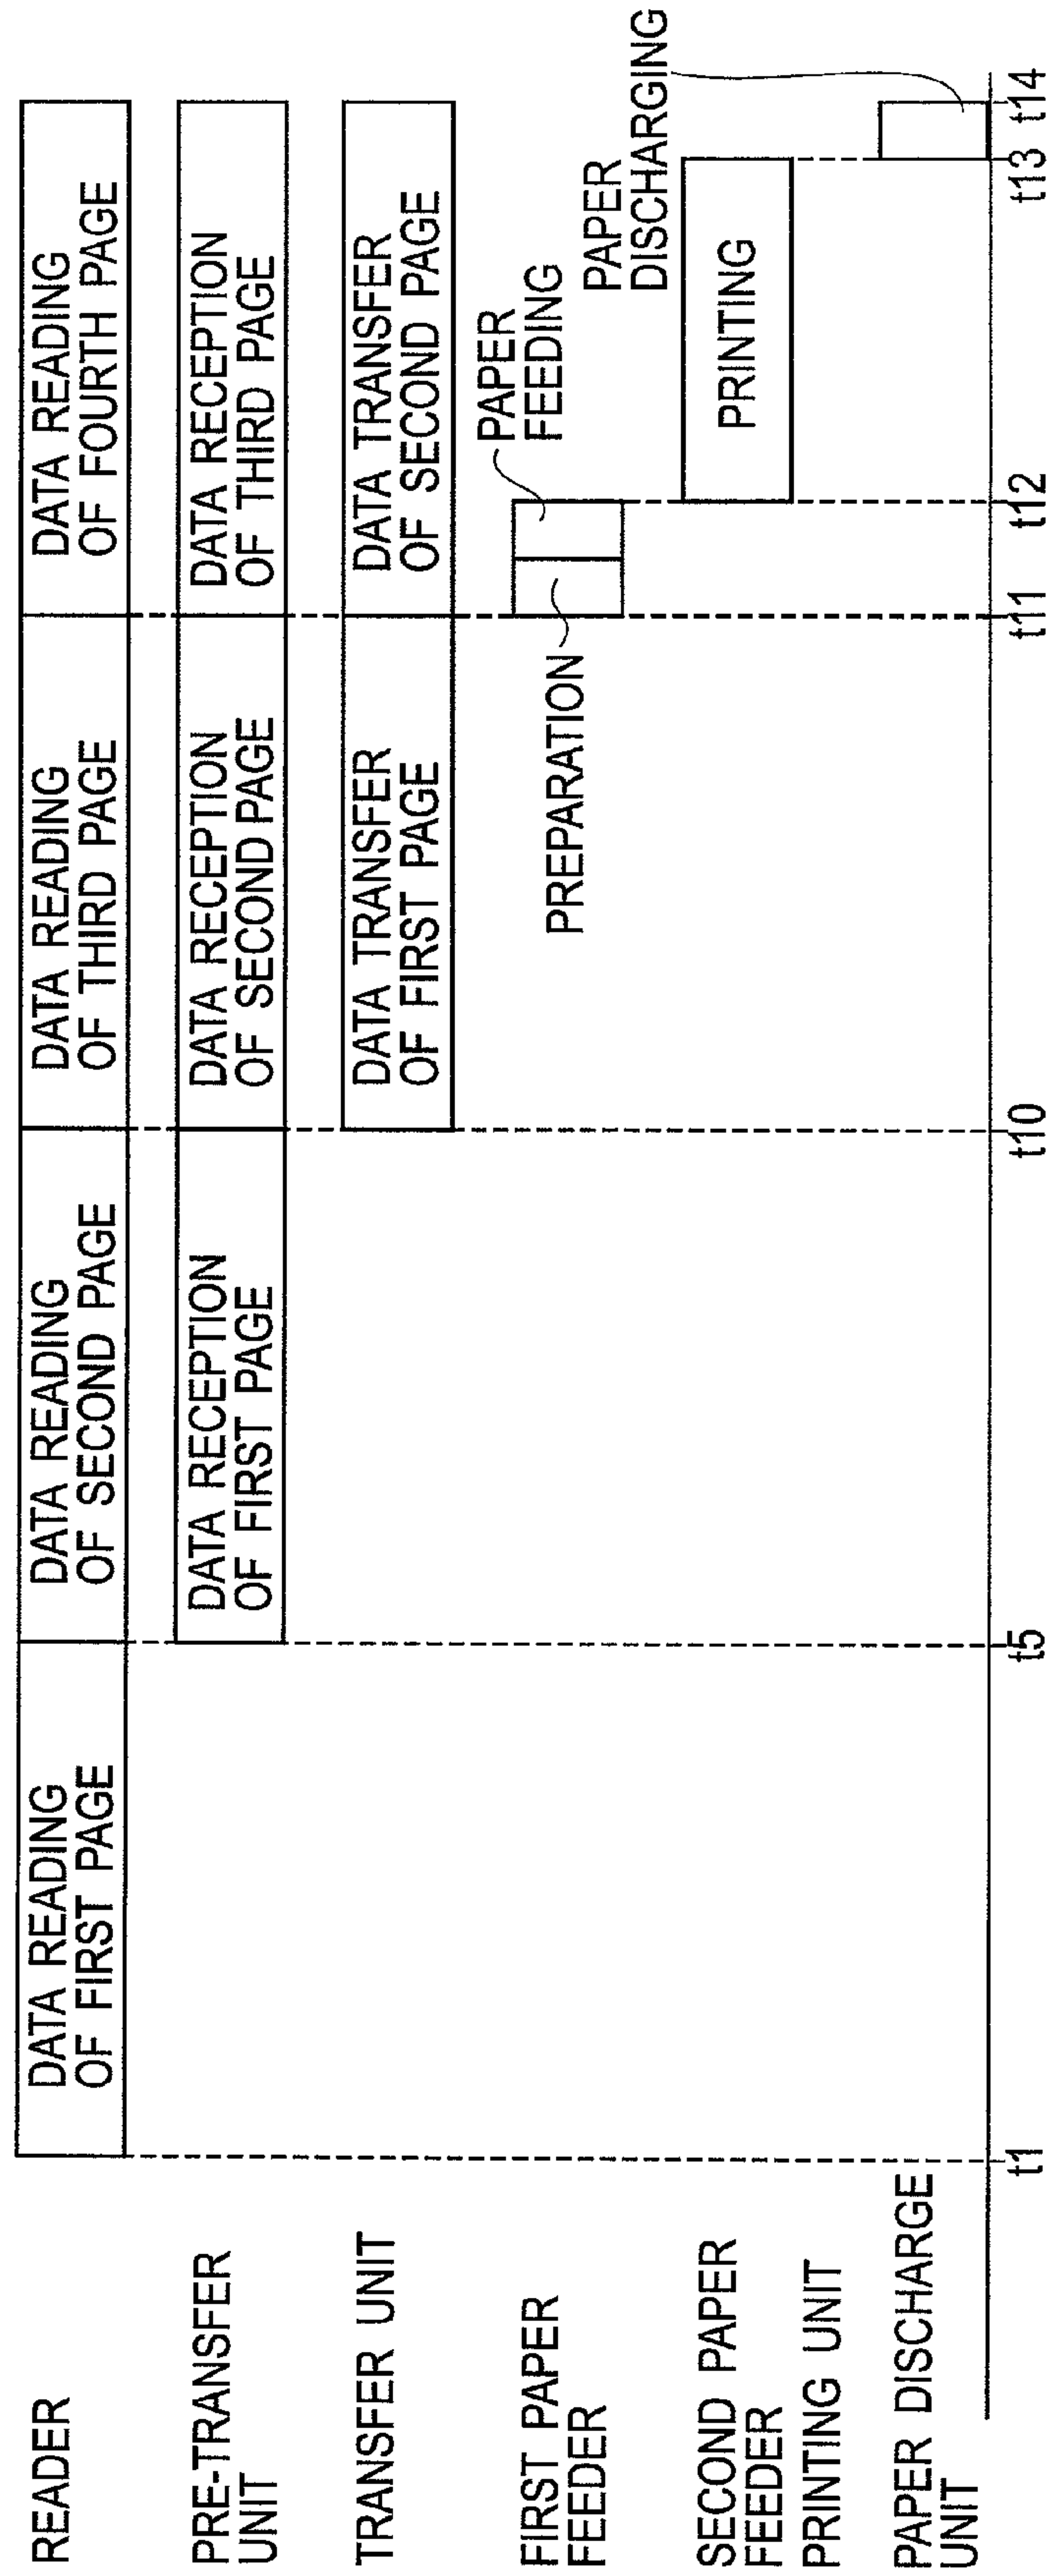 READER
DATA READING
OF FIRST PAGE
DATA READING
OF SECOND PAGE
DATA READING
OF THIRD PAGE
DATA READING
OF FOURTH PAGE
PRE-TRANSFER
UNIT
DATA RECEPTION
OF FIRST PAGE
DATA RECEPTION
OF SECOND PAGE
DATA RECEPTION
OF THIRD PAGE
TRANSFER UNIT
DATA TRANSFER
OF FIRST PAGE
DATA TRANSFER
OF SECOND PAGE
FIRST PAPER
FEEDER
PREPARATION
PAPER
FEEDING
SECOND PAPER
FEEDER
PRINTING UNIT
PRINTING
PAPER
DISCHARGING
PAPER DISCHARGE
UNIT
t1
t5
t10
t11
t12
t13
t14